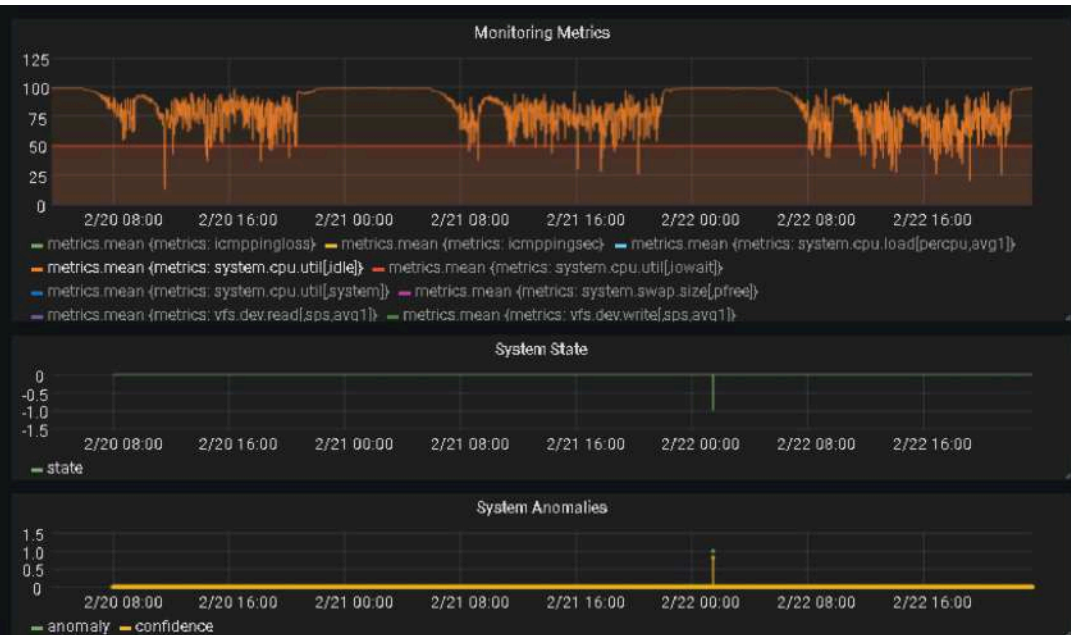 Monitoring Metrics
125
100
75
50
25
0
2/20 08:00 2/20 16:00 2/21 00:00 2/21 08:00 2/21 16:00 2/22 00:00 2/22 08:00 2/22 16:00
metrics.mean {metrics: icmppingloss} metrics.mean {metrics: icmppingsec} metrics.mean {metrics: system.cpu.load[percpu,avg1]}
metrics.mean {metrics: system.cpu.util[,idle]} metrics.mean {metrics: system.cpu.util[,iowait]}
metrics.mean {metrics: system.cpu.util[,system]} metrics.mean {metrics: system.swap.size[,pfree]}
metrics.mean {metrics: vfs.dev.read[,sps,avg1]} metrics.mean {metrics: vfs.dev.write[,sps,avg1]}
System State
0
-0.5
-1.0
-1.5
2/20 08:00 2/20 16:00 2/21 00:00 2/21 08:00 2/21 16:00 2/22 00:00 2/22 08:00 2/22 16:00
state
System Anomalies
1.5
1.0
0.5
0
2/20 08:00 2/20 16:00 2/21 00:00 2/21 08:00 2/21 16:00 2/22 00:00 2/22 08:00 2/22 16:00
anomaly confidence